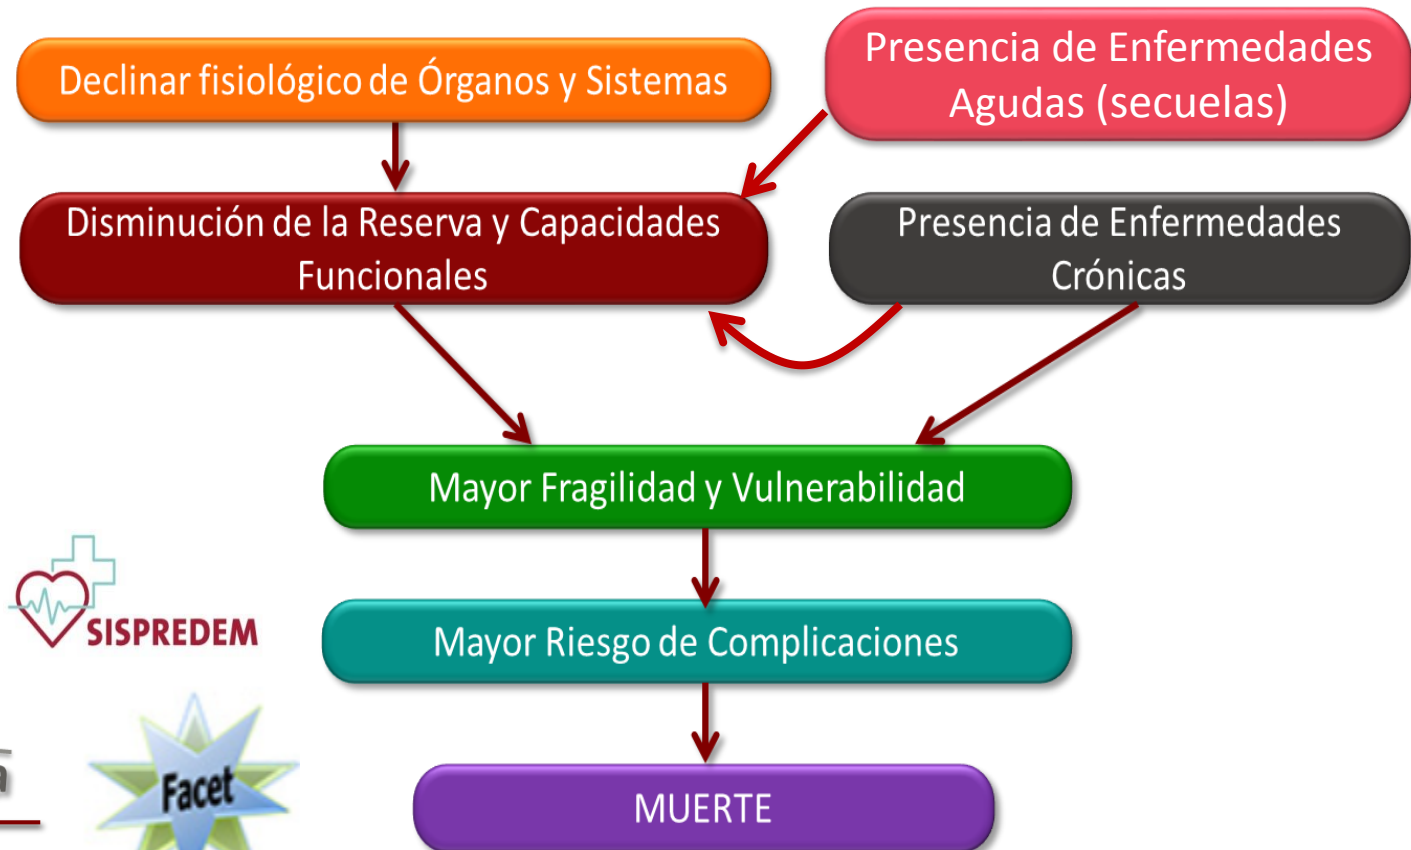 Declinar fisiológico de Órganos y Sistemas
Presencia de Enfermedades
Agudas (secuelas)
Disminución de la Reserva y Capacidades
Funcionales
Presencia de Enfermedades
Crónicas
Mayor Fragilidad y Vulnerabilidad
Mayor Riesgo de Complicaciones
MUERTE
SISPREDEM
Facet